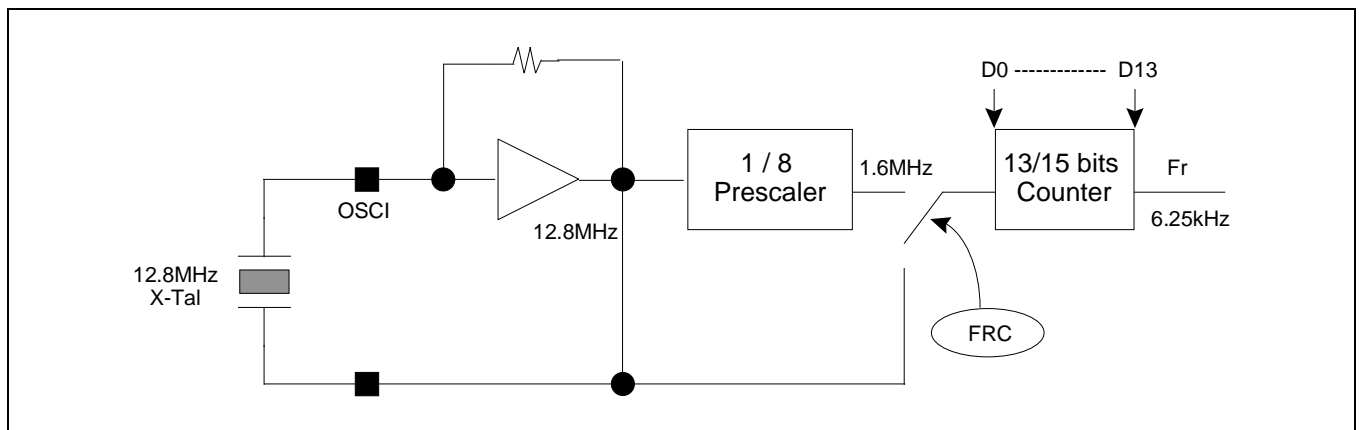 D0 ------------- D13
1 / 8
Prescaler
1.6MHz
13/15 bits
Counter
Fr
6.25kHz
OSCI
12.8MHz
12.8MHz
X-Tal
FRC